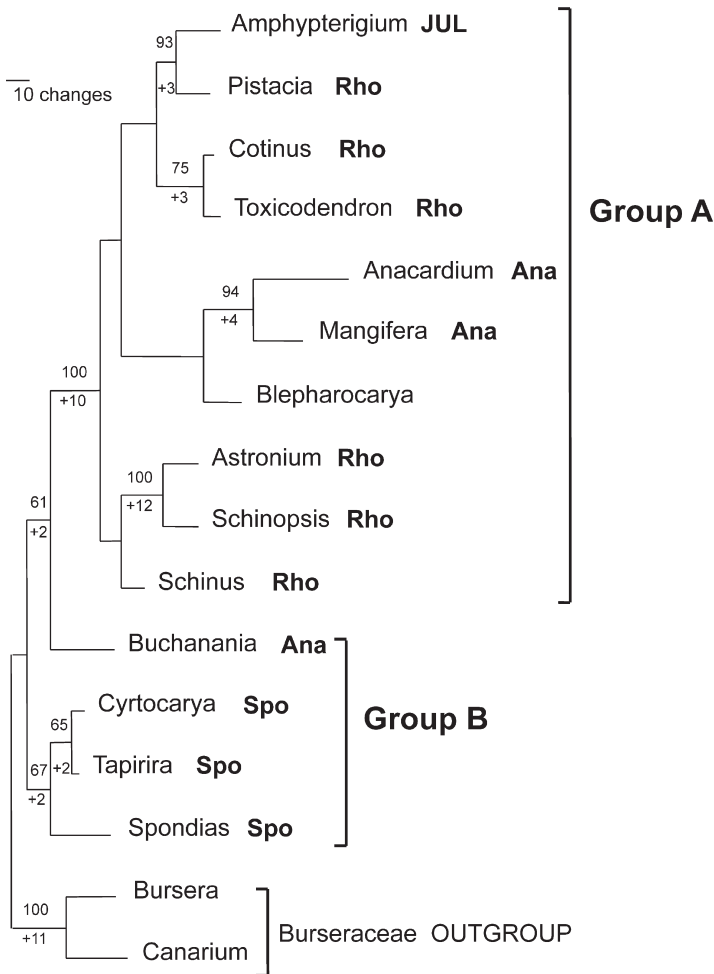 Amphypterigium JUL
93
+3
Pistacia Rho
10 changes
Cotinus Rho
75
+3
Toxicodendron Rho
Group A
Anacardium Ana
94
+4
Mangifera Ana
100
+10
Blepharocarya
Astronium Rho
100
+12
Schinopsis Rho
61
+2
Schinus Rho
Buchanania Ana
Cyrtocarya Spo
65
+2
Group B
Tapirira Spo
67
+2
Spondias Spo
Bursera
100
+11
Burseraceae OUTGROUP
Canarium